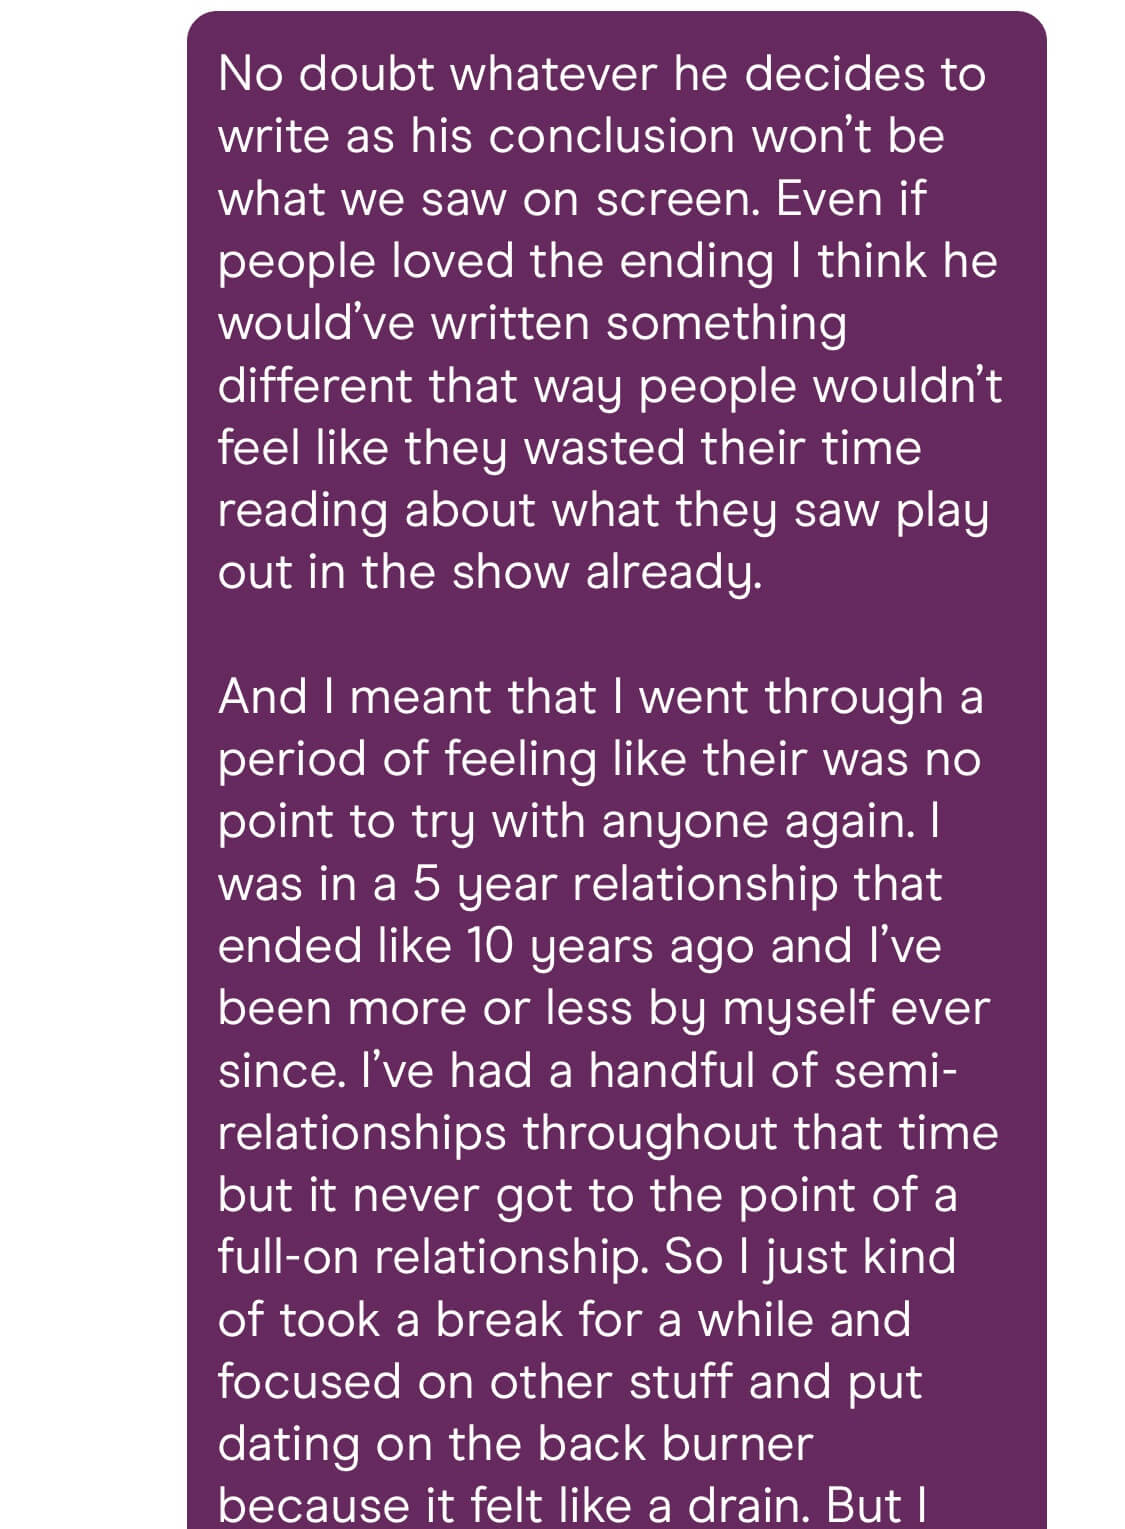 No doubt whatever he decides to
write as his conclusion won’t be
what we saw on screen. Even if
people loved the ending I think he
would’ve written something
different that way people wouldn’t
feel like they wasted their time
reading about what they saw play
out in the show already.
And I meant that I went through a
period of feeling like their was no
point to try with anyone again. I
was in a 5 year relationship that
ended like 10 years ago and I’ve
been more or less by myself ever
since. I’ve had a handful of semi-
relationships throughout that time
but it never got to the point of a
full-on relationship. So I just kind
of took a break for a while and
focused on other stuff and put
dating on the back burner
because it felt like a drain. But I